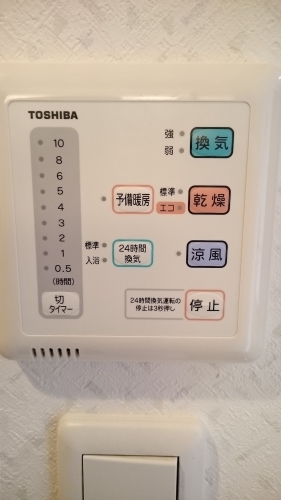 TOSHIBA
10
8
6
5
4
3
2
1
0.5
(時間)
切
タイマー
強
弱
換気
予備暖房
標準
エコ
乾燥
標準
入浴
24時間
換気
涼風
24時間換気運転の
停止は3秒押し
停止